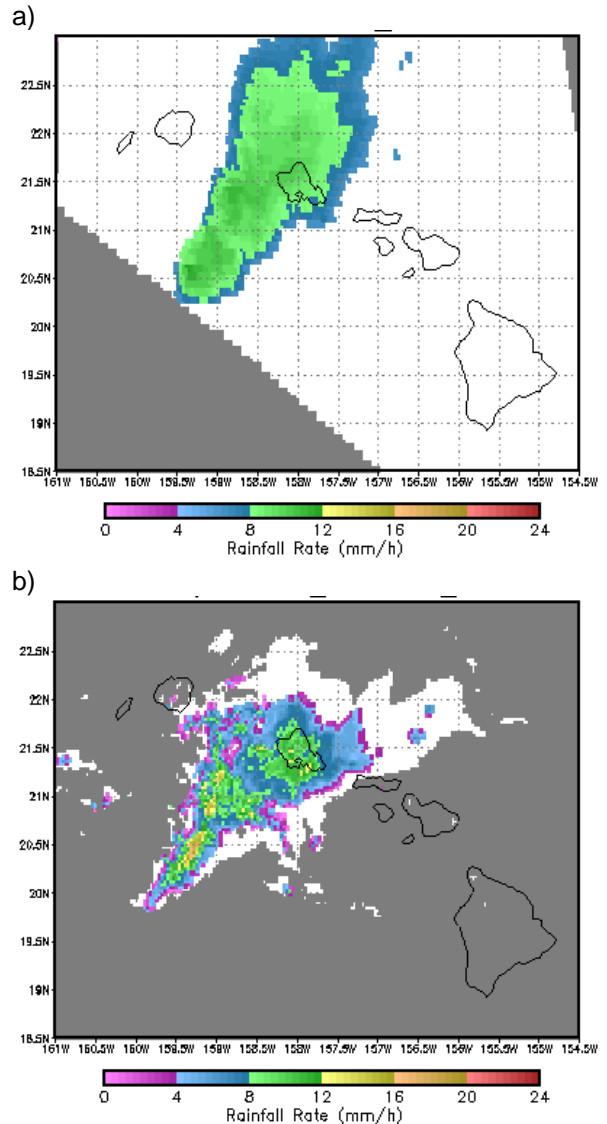 a)
22.5N
22N
21.5N
21N
20.5N
20N
19.5N
19N
18.5N
161W 160.5W 160W 159.5W 159W 158.5W 158W 157.5W 157W 156.5W 156W 155.5W 155W 154.5W
0 4 8 12 16 20 24
Rainfall Rate (mm/h)
b)
22.5N
22N
21.5N
21N
20.5N
20N
19.5N
19N
18.5N
161W 160.5W 160W 159.5W 159W 158.5W 158W 157.5W 157W 156.5W 156W 155.5W 155W 154.5W
0 4 8 12 16 20 24
Rainfall Rate (mm/h)